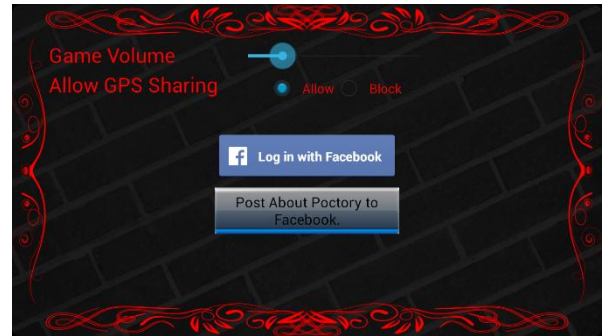 Game Volume
Allow GPS Sharing
Allow Block
Log in with Facebook
Post About Poctory to
Facebook.